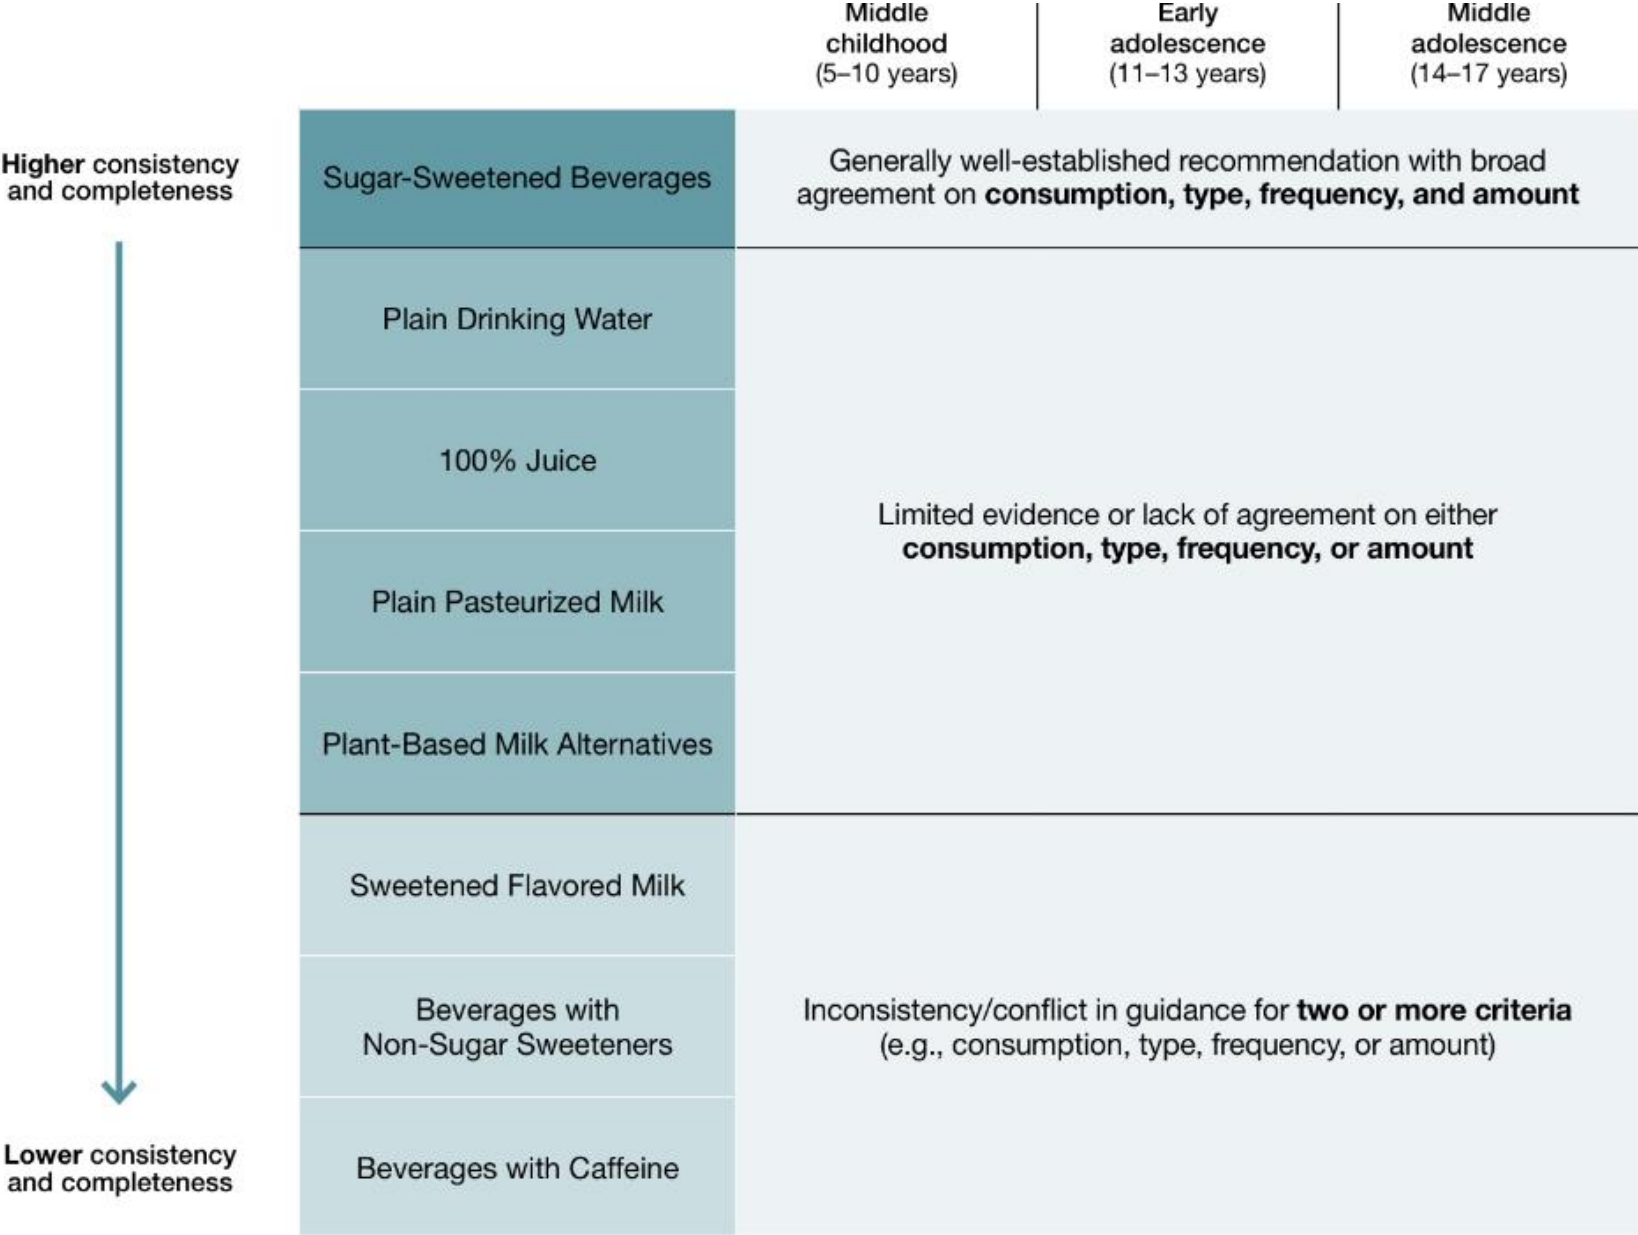 Middle
childhood
(5–10 years)
Early
adolescence
(11–13 years)
Middle
adolescence
(14–17 years)
Higher consistency
and completeness
Sugar-Sweetened Beverages
Generally well-established recommendation with broad
agreement on consumption, type, frequency, and amount
Plain Drinking Water
100% Juice
Plain Pasteurized Milk
Plant-Based Milk Alternatives
Limited evidence or lack of agreement on either
consumption, type, frequency, or amount
Sweetened Flavored Milk
Beverages with
Non-Sugar Sweeteners
Beverages with Caffeine
Inconsistency/conflict in guidance for two or more criteria
(e.g., consumption, type, frequency, or amount)
Lower consistency
and completeness